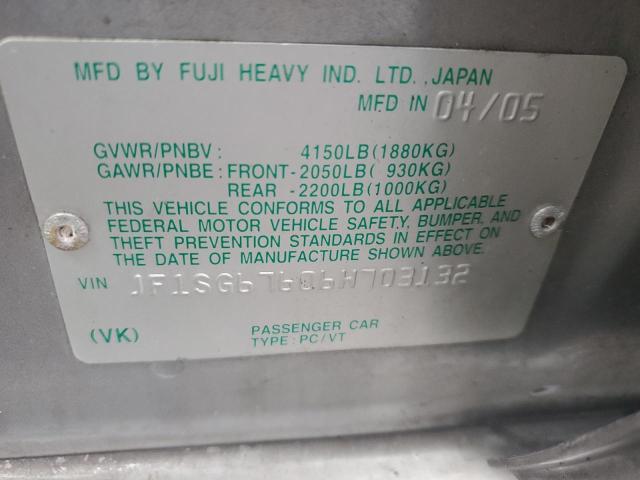 MFD BY FUJI HEAVY IND. LTD., JAPAN
MFD IN 04/05
GVWR/PNBV: 4150LB(1880KG)
GAWR/PNBE: FRONT-2050LB( 930KG)
REAR -2200LB(1000KG)
THIS VEHICLE CONFORMS TO ALL APPLICABLE
FEDERAL MOTOR VEHICLE SAFETY, BUMPER, AND
THEFT PREVENTION STANDARDS IN EFFECT ON
THE DATE OF MANUFACTURE SHOWN ABOVE.
VIN JF1SG67606H703132
(VK) PASSENGER CAR
TYPE: PC/VT